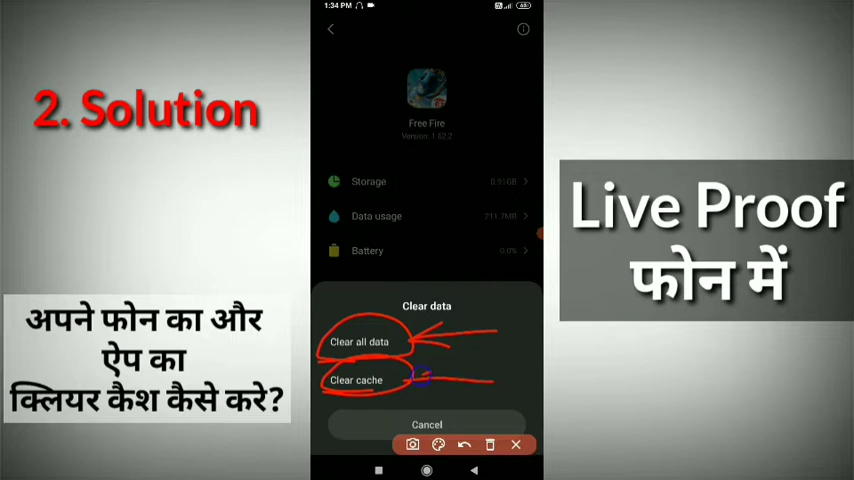 1:34 PM
68
2. Solution
Free Fire
Version: 1.62.2
Storage
0.91GB
Data usage
211.7MB
Battery
0.0%
Live Proof
फोन में
अपने फोन का और
ऐप का
क्लियर कैश कैसे करे?
Clear data
Clear all data
Clear cache
Cancel